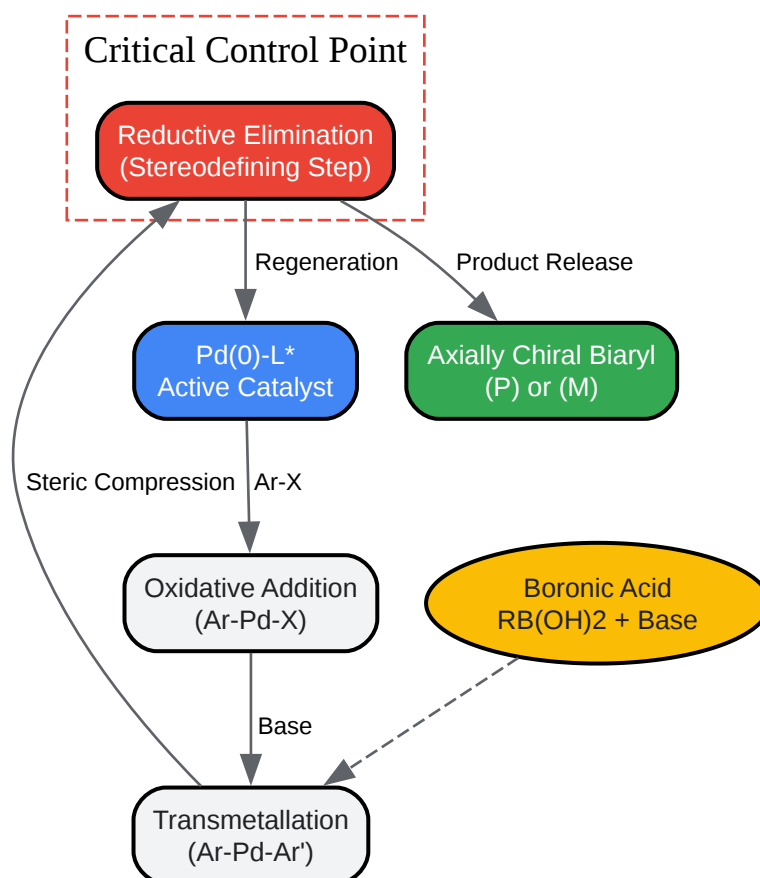 Critical Control Point
Reductive Elimination
(Stereodefining Step)
Regeneration
Product Release
Pd(0)-L*
Active Catalyst
Axially Chiral Biaryl
(P) or (M)
Steric Compression
Ar-X
Oxidative Addition
(Ar-Pd-X)
Boronic Acid
RB(OH)2 + Base
Base
Transmetallation
(Ar-Pd-Ar')